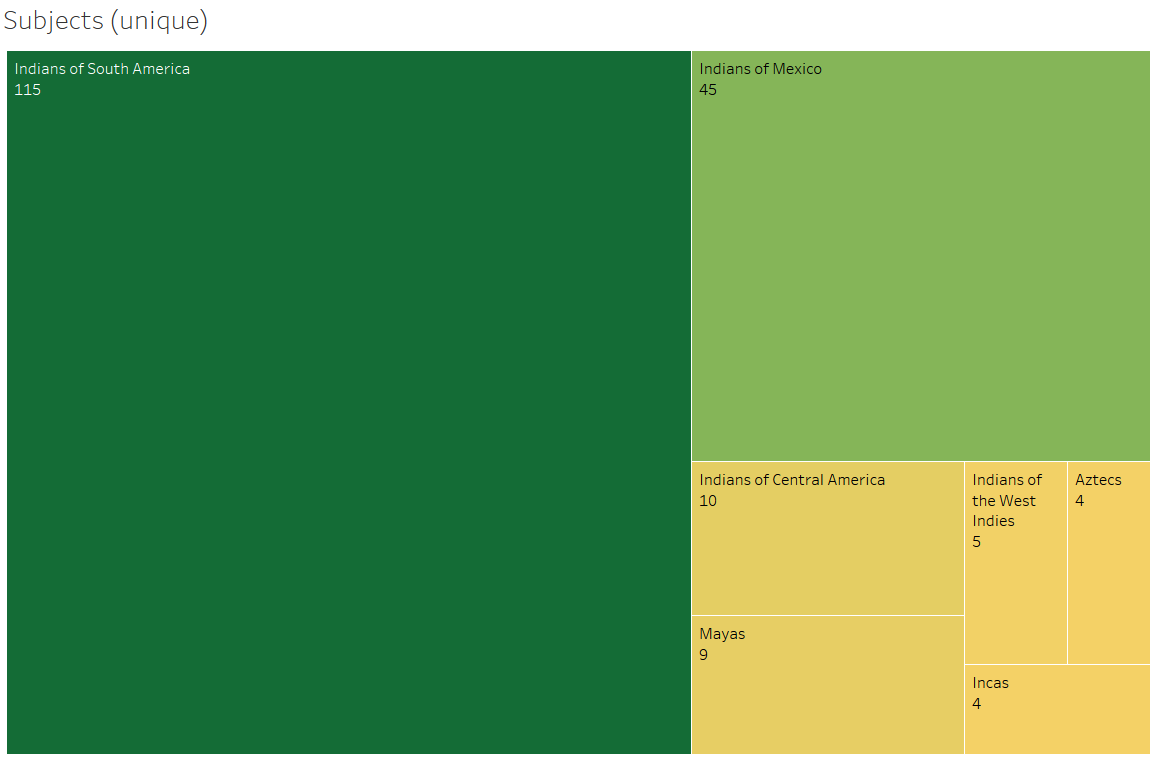 Subjects (unique)
Indians of South America
115
Indians of Mexico
45
Indians of Central America
10
Mayas
9
Indians of
the West
Indies
5
Aztecs
4
Incas
4